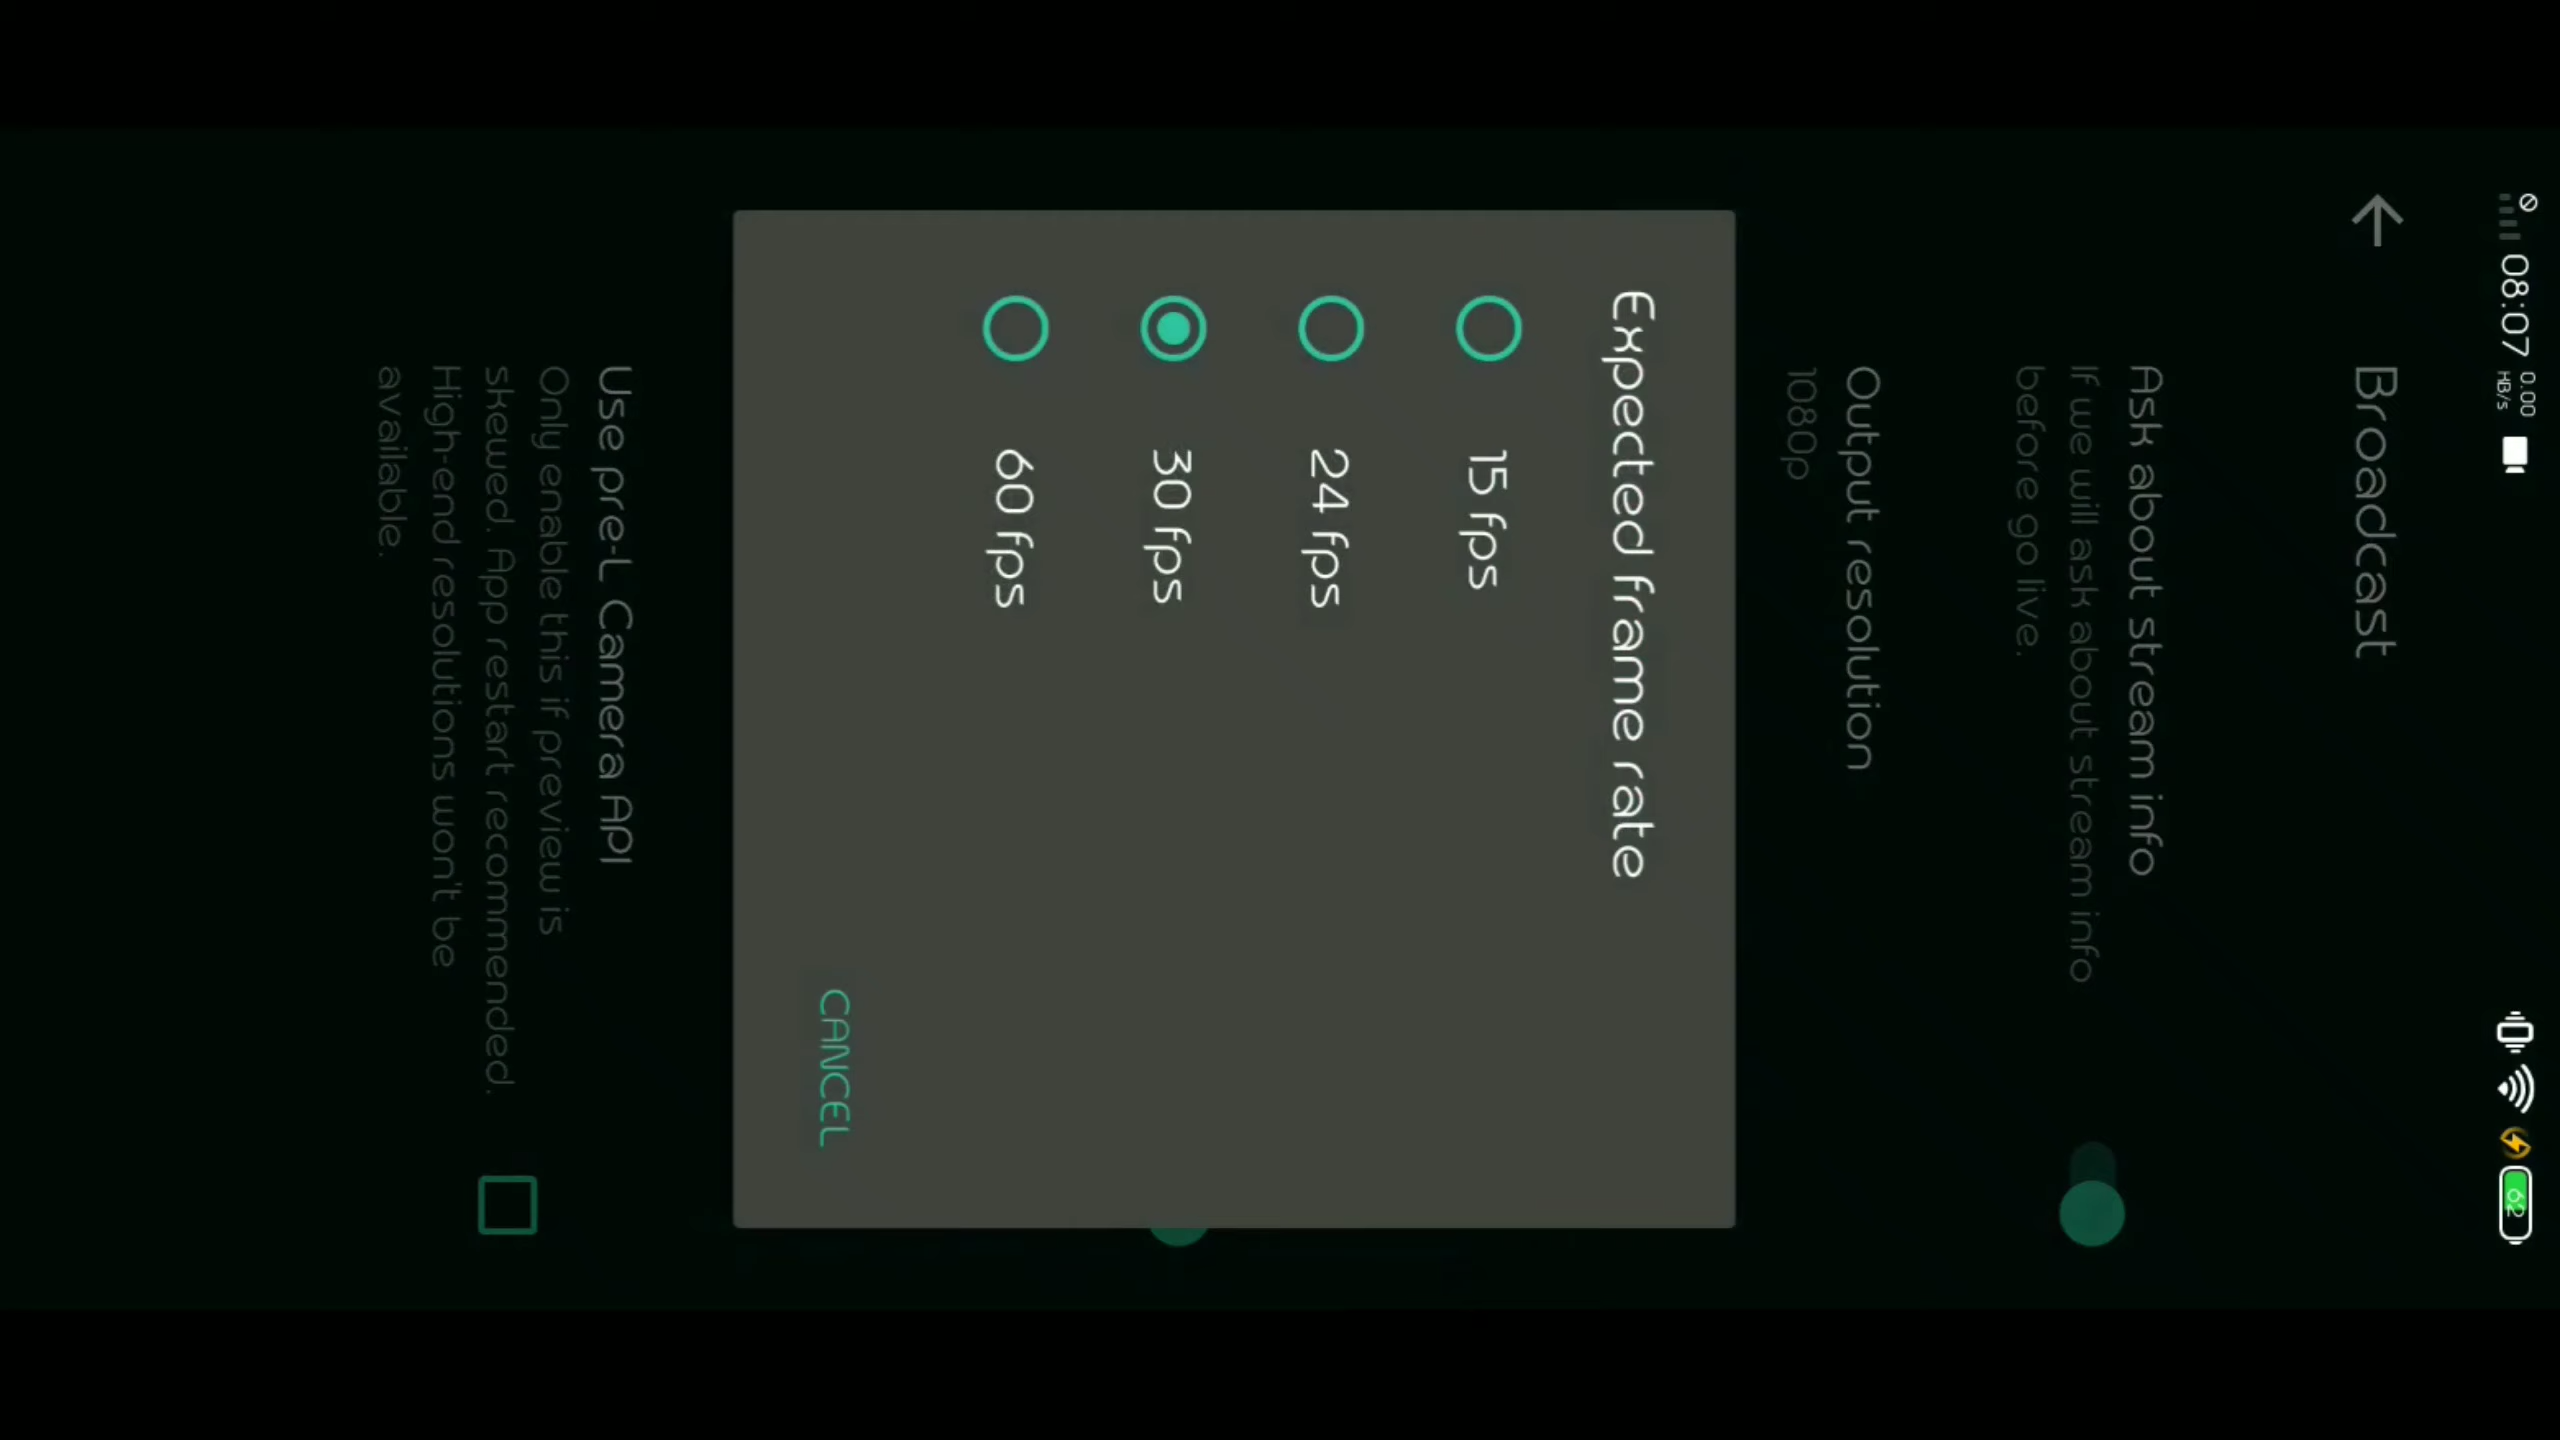 08:07
0.00
KB/s
62
Broadcast
Ask about stream info
If we will ask about stream info
before go live.
Output resolution
1080p
Expected frame rate
15 fps
24 fps
30 fps
60 fps
CANCEL
Use pre-L Camera API
Only enable this if preview is
skewed. App restart recommended.
High-end resolutions won't be
available.